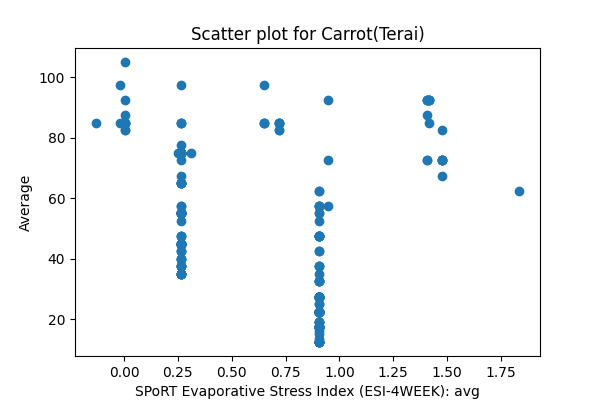 Scatter plot for Carrot(Terai)
100
80
60
40
20
Average
0.00 0.25 0.50 0.75 1.00 1.25 1.50 1.75
SPoRT Evaporative Stress Index (ESI-4WEEK): avg